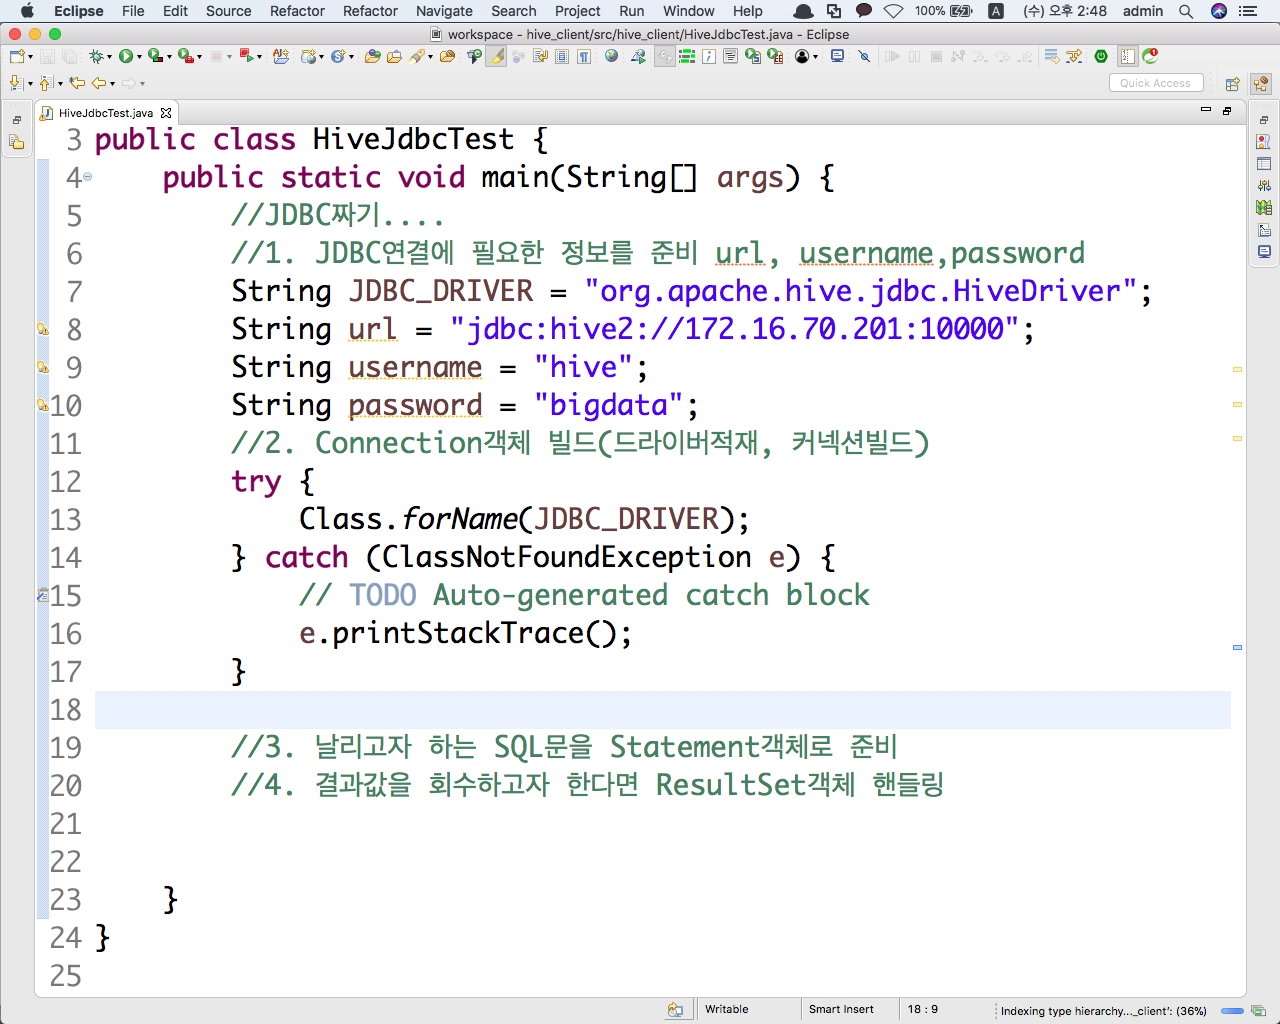 Eclipse File Edit Source Refactor Refactor Navigate Search Project Run Window Help 100% A (수) 오후 2:48 admin
workspace - hive_client/src/hive_client/HiveJdbcTest.java - Eclipse
Quick Access
HiveJdbcTest.java
3 public class HiveJdbcTest {
4 public static void main(String[] args) {
5 //JDBC짜기....
6 //1. JDBC연결에 필요한 정보를 준비 url, username,password
7 String JDBC_DRIVER = "org.apache.hive.jdbc.HiveDriver";
8 String url = "jdbc:hive2://172.16.70.201:10000";
9 String username = "hive";
10 String password = "bigdata";
11 //2. Connection객체 빌드(드라이버적재, 커넥션빌드)
12 try {
13 Class.forName(JDBC_DRIVER);
14 } catch (ClassNotFoundException e) {
15 // TODO Auto-generated catch block
16 e.printStackTrace();
17 }
18
19 //3. 날리고자 하는 SQL문을 Statement객체로 준비
20 //4. 결과값을 회수하고자 한다면 ResultSet객체 핸들링
21
22
23 }
24 }
25
Writable Smart Insert 18 : 9 Indexing type hierarchy..._client': (36%)